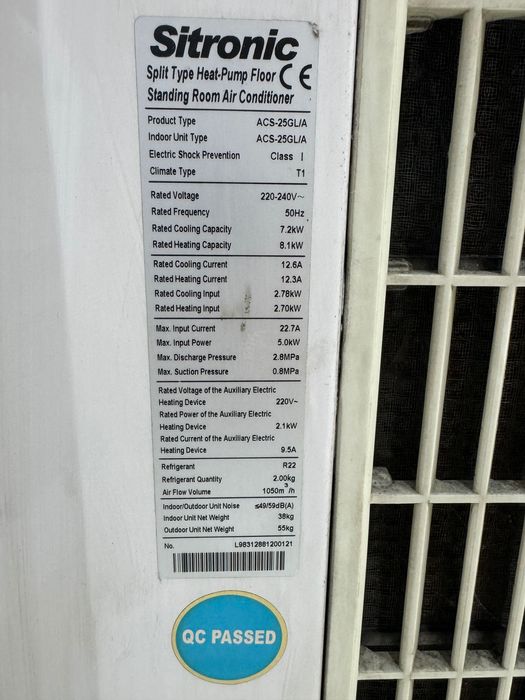 Sitronic
Split Type Heat-Pump Floor CE
Standing Room Air Conditioner
Product Type ACS-25GL/A
Indoor Unit Type ACS-25GL/A
Electric Shock Prevention Class I
Climate Type T1
Rated Voltage 220-240V~
Rated Frequency 50Hz
Rated Cooling Capacity 7.2kW
Rated Heating Capacity 8.1kW
Rated Cooling Current 12.6A
Rated Heating Current 12.3A
Rated Cooling Input 2.78kW
Rated Heating Input 2.70kW
Max. Input Current 22.7A
Max. Input Power 5.0kW
Max. Discharge Pressure 2.8MPa
Max. Suction Pressure 0.8MPa
Rated Voltage of the Auxiliary Electric
Heating Device 220V~
Rated Power of the Auxiliary Electric
Heating Device 2.1kW
Rated Current of the Auxiliary Electric
Heating Device 9.5A
Refrigerant R22
Refrigerant Quantity 2.00kg
Air Flow Volume 1050m³/h
Indoor/Outdoor Unit Noise ≤49/59dB(A)
Indoor Unit Net Weight 38kg
Outdoor Unit Net Weight 55kg
No. L98312881200121
QC PASSED